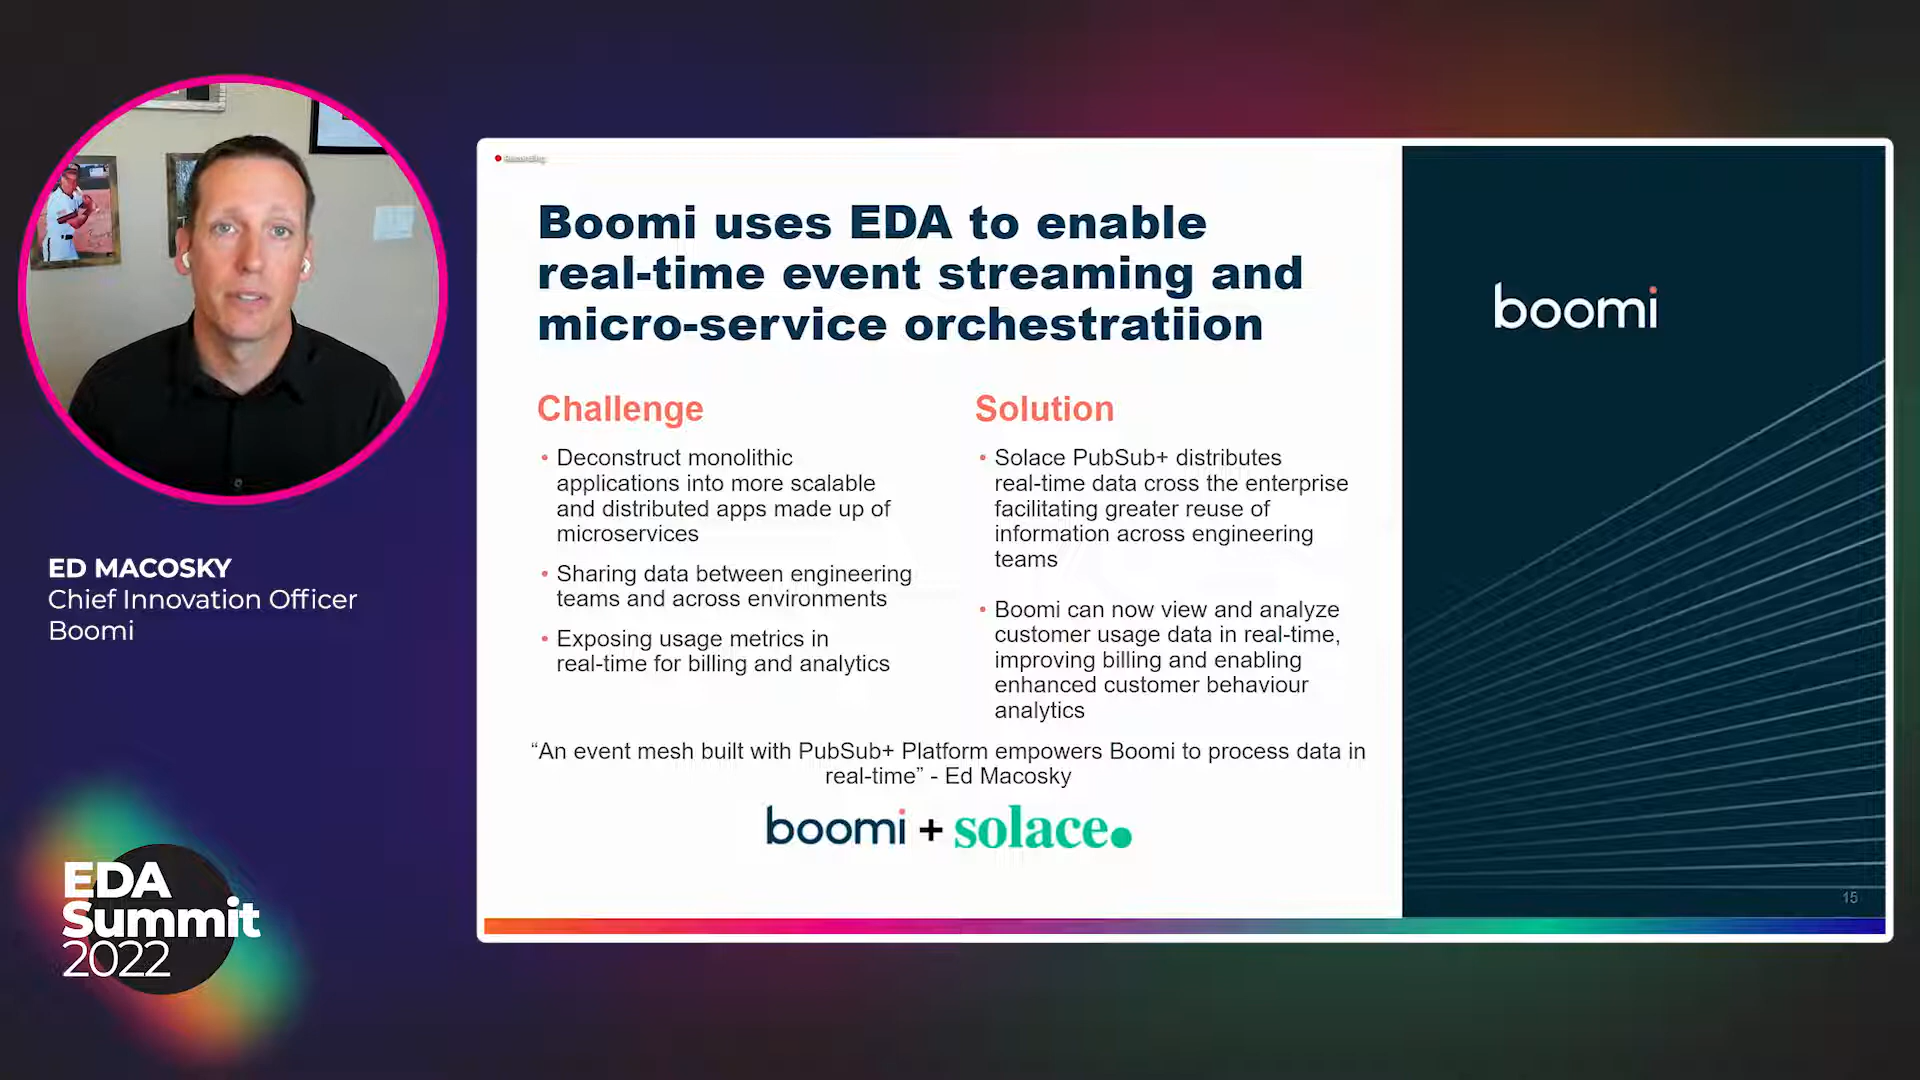 Recording
Boomi uses EDA to enable
real-time event streaming and
micro-service orchestratiion
boomi
Challenge
• Deconstruct monolithic
applications into more scalable
and distributed apps made up of
microservices
• Sharing data between engineering
teams and across environments
• Exposing usage metrics in
real-time for billing and analytics
Solution
• Solace PubSub+ distributes
real-time data cross the enterprise
facilitating greater reuse of
information across engineering
teams
• Boomi can now view and analyze
customer usage data in real-time,
improving billing and enabling
enhanced customer behaviour
analytics
“An event mesh built with PubSub+ Platform empowers Boomi to process data in
real-time” - Ed Macosky
boomi + solace.
15
ED MACOSKY
Chief Innovation Officer
Boomi
EDA
Summit
2022